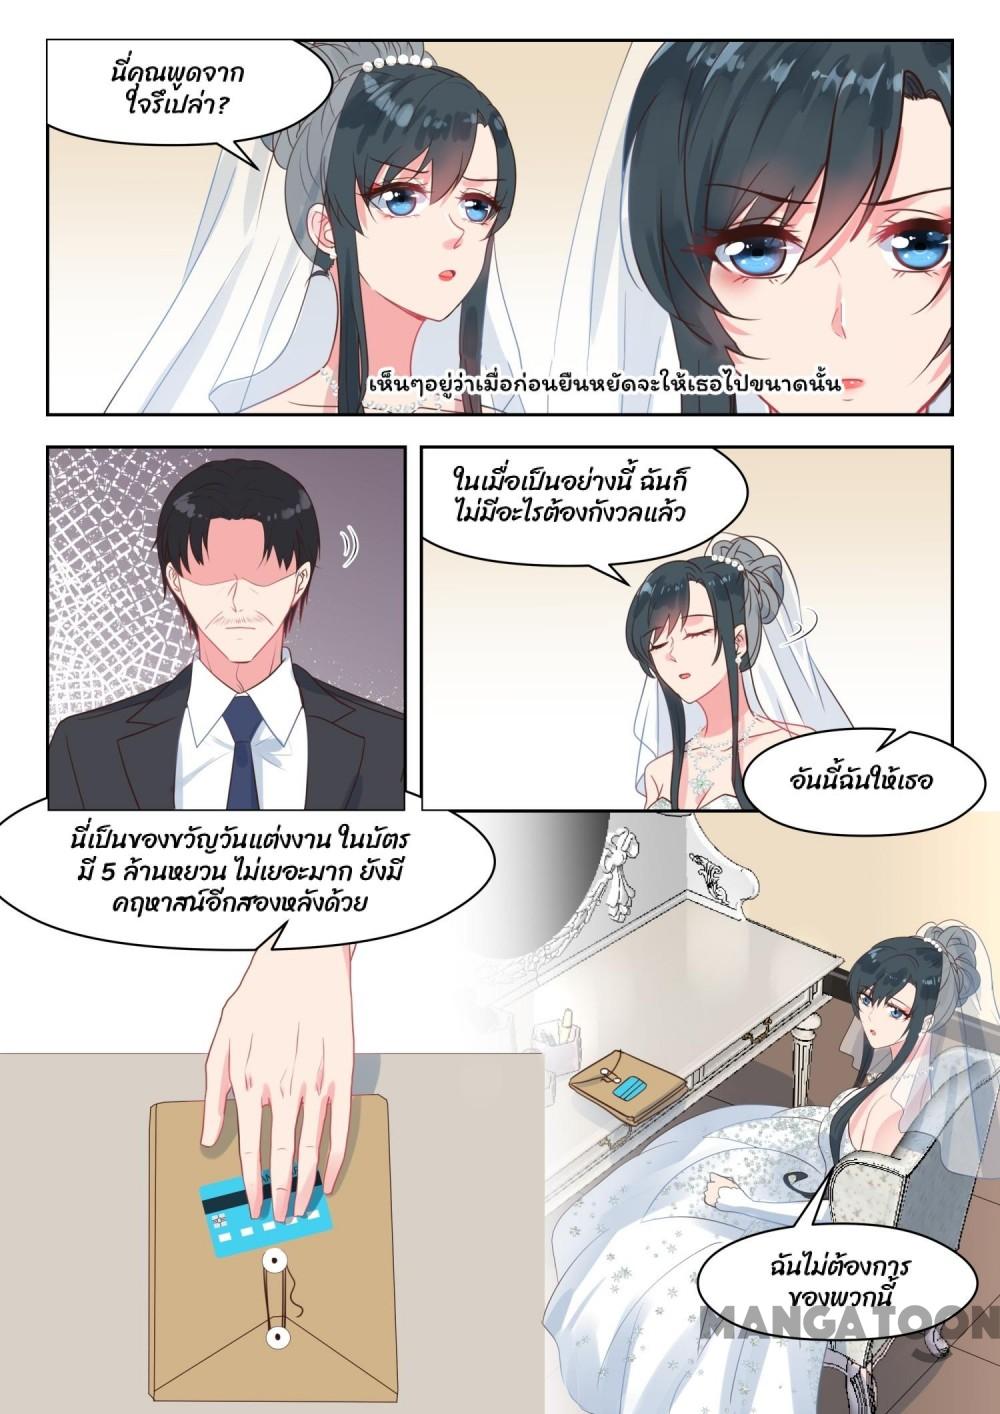 นี่คุณพูดจาก
ใจรึเปล่า?
เห็นๆอยู่ว่าเมื่อก่อนยืนหยัดจะให้เธอไปขนาดนั้น
ในเมื่อเป็นอย่างนี้ ฉันก็
ไม่มีอะไรต้องกังวลแล้ว
อันนี้ฉันให้เธอ
นี่เป็นของขวัญวันแต่งงาน ในบัตร
มี 5 ล้านหยวน ไม่เยอะมาก ยังมี
คฤหาสน์อีกสองหลังด้วย
ฉันไม่ต้องการ
ของพวกนี้
MANGATOON